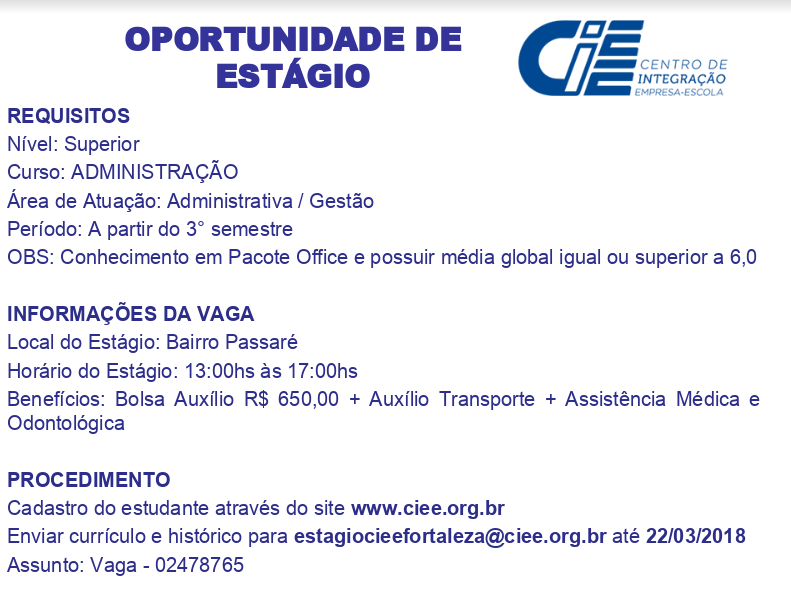 OPORTUNIDADE DE
ESTÁGIO
CIEE
CENTRO DE
INTEGRAÇÃO
EMPRESA-ESCOLA
REQUISITOS
Nível: Superior
Curso: ADMINISTRAÇÃO
Área de Atuação: Administrativa / Gestão
Período: A partir do 3° semestre
OBS: Conhecimento em Pacote Office e possuir média global igual ou superior a 6,0
INFORMAÇÕES DA VAGA
Local do Estágio: Bairro Passaré
Horário do Estágio: 13:00hs às 17:00hs
Benefícios: Bolsa Auxílio R$ 650,00 + Auxílio Transporte + Assistência Médica e
Odontológica
PROCEDIMENTO
Cadastro do estudante através do site www.ciee.org.br
Enviar currículo e histórico para estagiocieefortaleza@ciee.org.br até 22/03/2018
Assunto: Vaga - 02478765